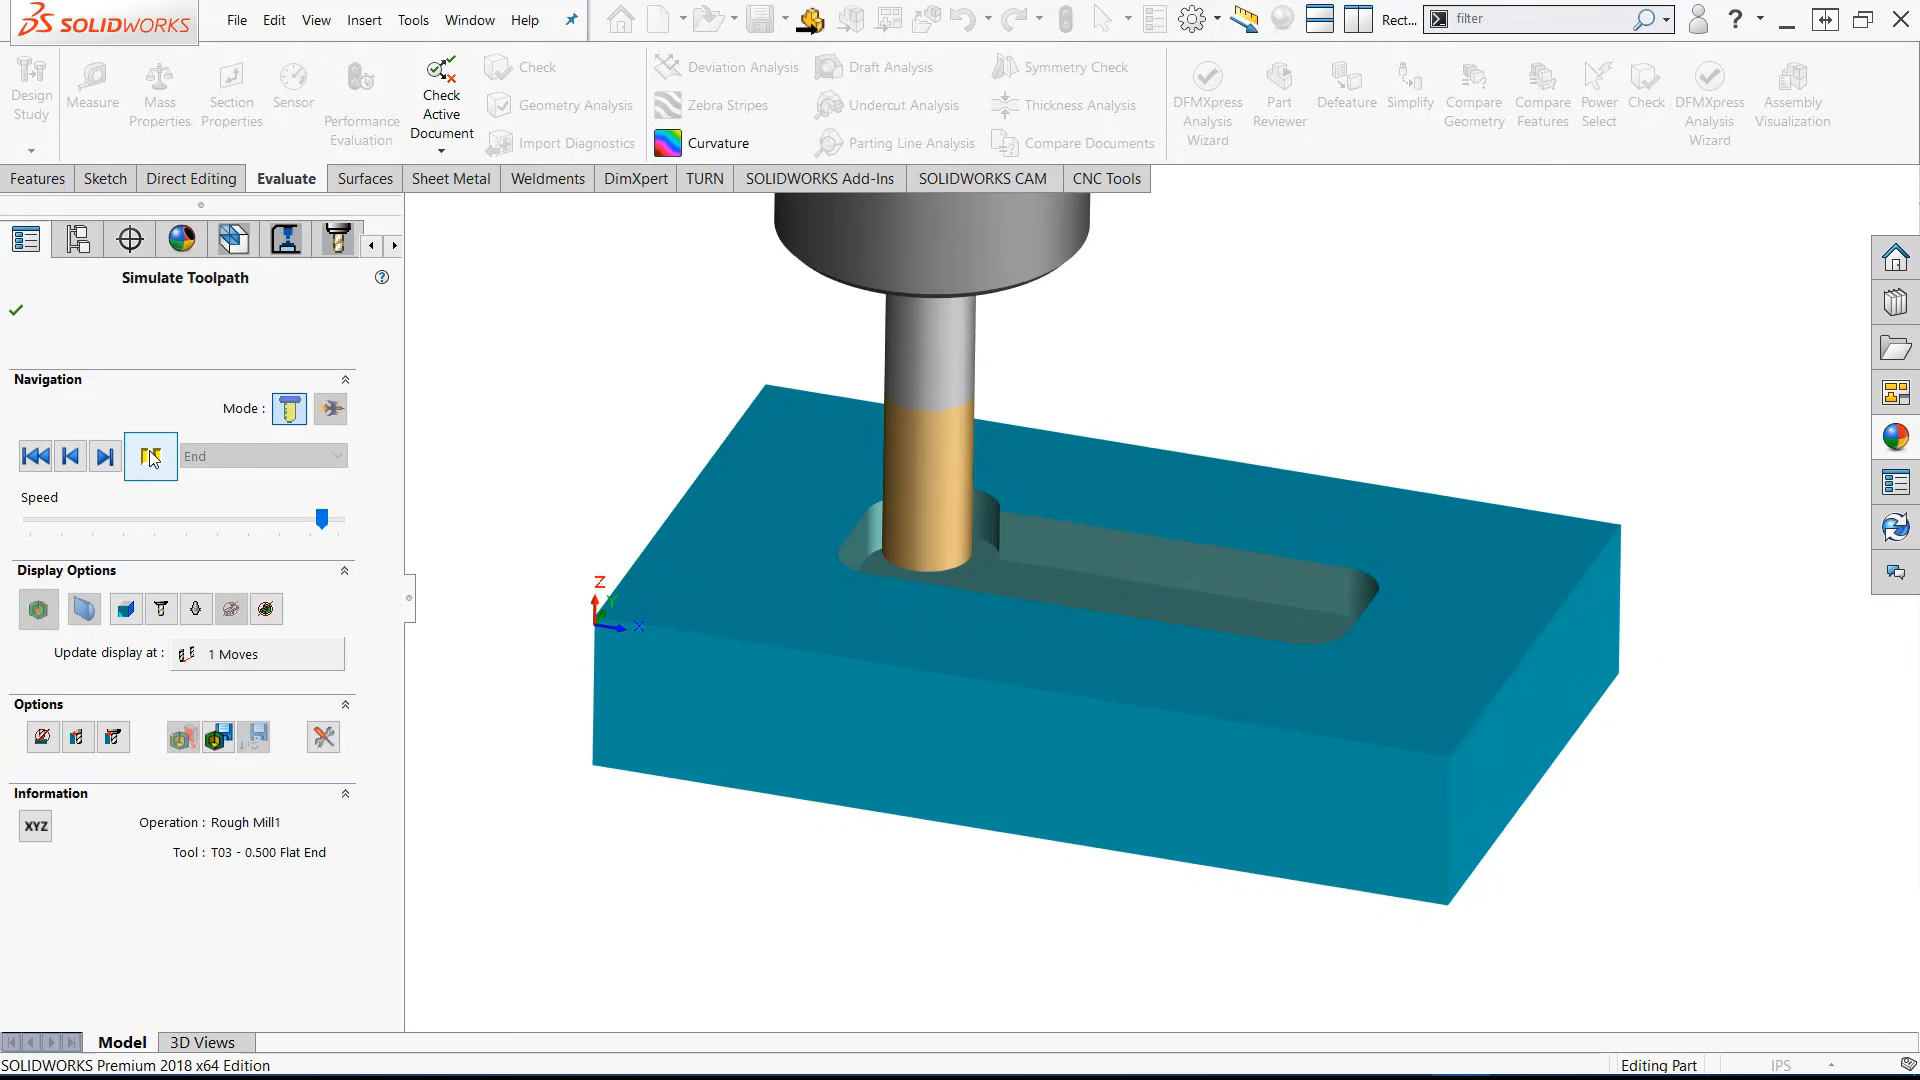 SOLIDWORKS File Edit View Insert Tools Window Help Rect... filter ?
Design Study
Measure
Mass Properties
Section Properties
Sensor
Performance Evaluation
Check Active Document
Check
Geometry Analysis
Import Diagnostics
Deviation Analysis
Zebra Stripes
Curvature
Draft Analysis
Undercut Analysis
Parting Line Analysis
Symmetry Check
Thickness Analysis
Compare Documents
DFMXpress Analysis Wizard
Part Reviewer
Defeature
Simplify
Compare Geometry
Compare Features
Power Select
Check
DFMXpress Analysis Wizard
Assembly Visualization
Features Sketch Direct Editing Evaluate Surfaces Sheet Metal Weldments DimXpert TURN SOLIDWORKS Add-Ins SOLIDWORKS CAM CNC Tools
Simulate Toolpath ?
Navigation
Mode :
End
Speed
Display Options
Update display at : 1 Moves
Options
Information
XYZ
Operation : Rough Mill1
Tool : T03 - 0.500 Flat End
Z
Y
X
Model 3D Views
SOLIDWORKS Premium 2018 x64 Edition Editing Part IPS